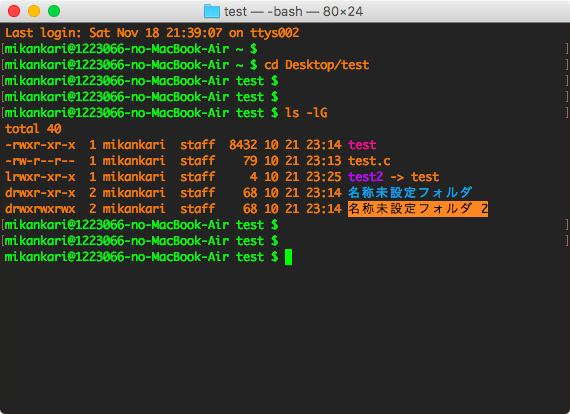 test — -bash — 80×24
Last login: Sat Nov 18 21:39:07 on ttys002
[mikankari@1223066-no-MacBook-Air ~ $ ]
[mikankari@1223066-no-MacBook-Air ~ $ cd Desktop/test ]
[mikankari@1223066-no-MacBook-Air test $ ]
[mikankari@1223066-no-MacBook-Air test $ ]
[mikankari@1223066-no-MacBook-Air test $ ls -lG ]
total 40
-rwxr-xr-x 1 mikankari staff 8432 10 21 23:14 test
-rw-r--r-- 1 mikankari staff 79 10 21 23:13 test.c
lrwxr-xr-x 1 mikankari staff 4 10 21 23:25 test2 -> test
drwxr-xr-x 2 mikankari staff 68 10 21 23:14 名称未設定フォルダ
drwxrwxrwx 2 mikankari staff 68 10 21 23:14 名称未設定フォルダ 2
[mikankari@1223066-no-MacBook-Air test $ ]
[mikankari@1223066-no-MacBook-Air test $ ]
mikankari@1223066-no-MacBook-Air test $